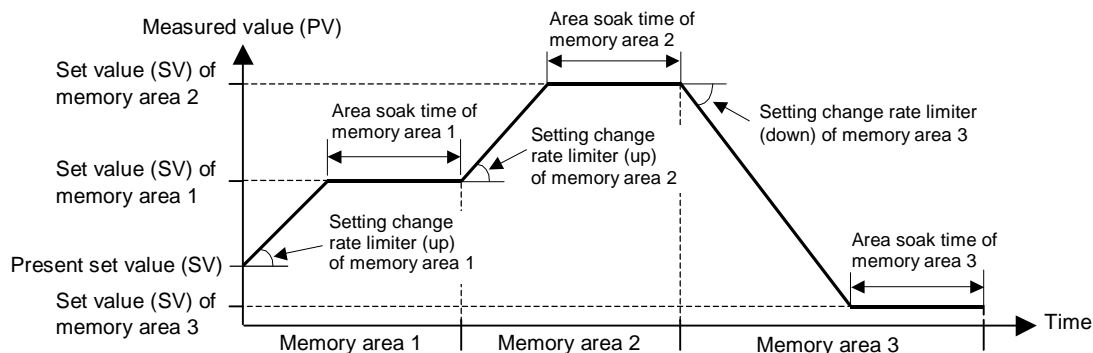 Measured value (PV)
Area soak time of
memory area 2
Set value (SV) of
memory area 2
Area soak time of
memory area 1
Setting change rate limiter
(down) of memory area 3
Setting change
rate limiter (up)
of memory area 2
Set value (SV) of
memory area 1
Setting change
rate limiter (up)
of memory area 1
Area soak time of
memory area 3
Present set value (SV)
Set value (SV) of
memory area 3
Time
Memory area 1
Memory area 2
Memory area 3